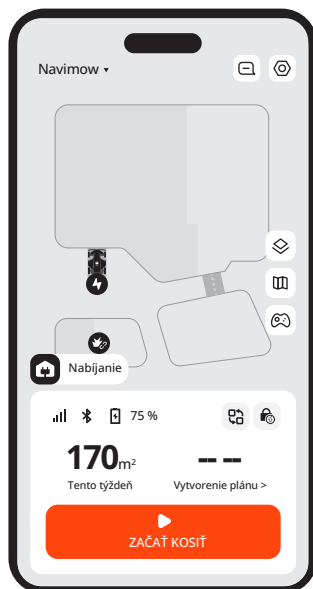 Navimow
Nabíjanie
75 %
170m²
-- --
Tento týždeň
Vytvorenie plánu >
ZAČAŤ KOSIŤ